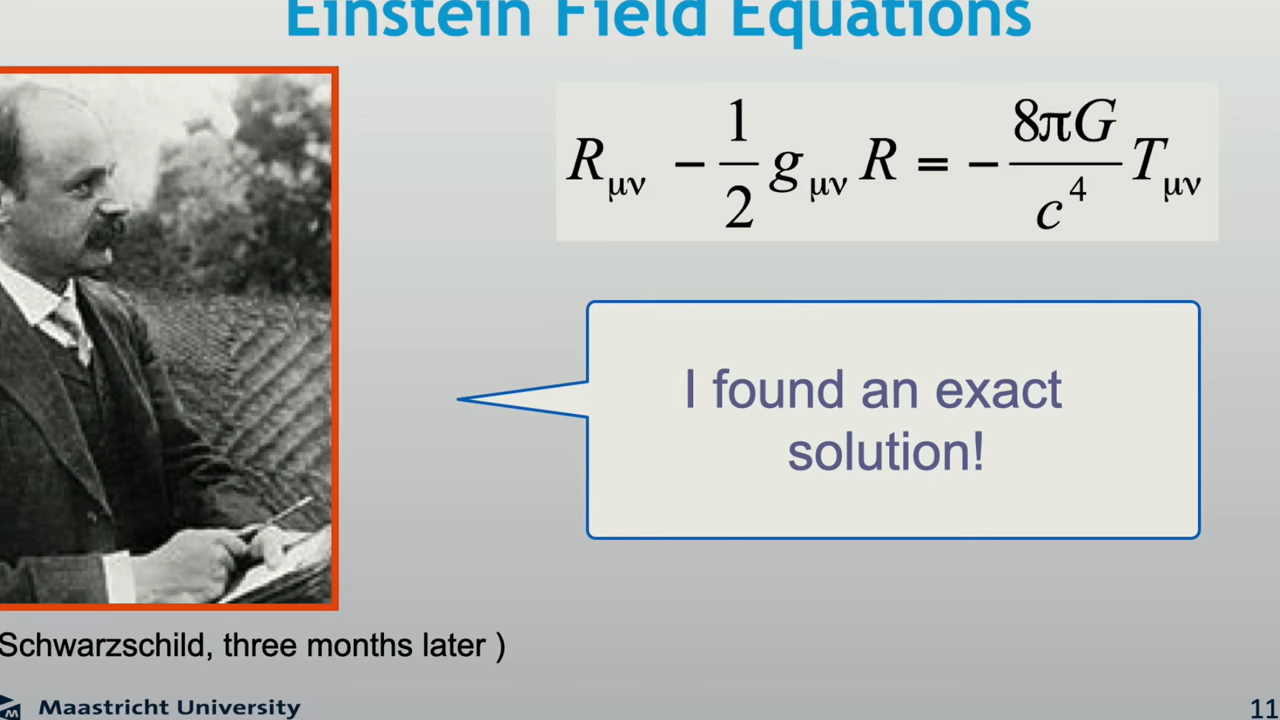 Einstein Field Equations
R_μν − 1/2 g_μν R = − 8πG/c⁴ T_μν
I found an exact
solution!
Schwarzschild, three months later )
Maastricht University
11